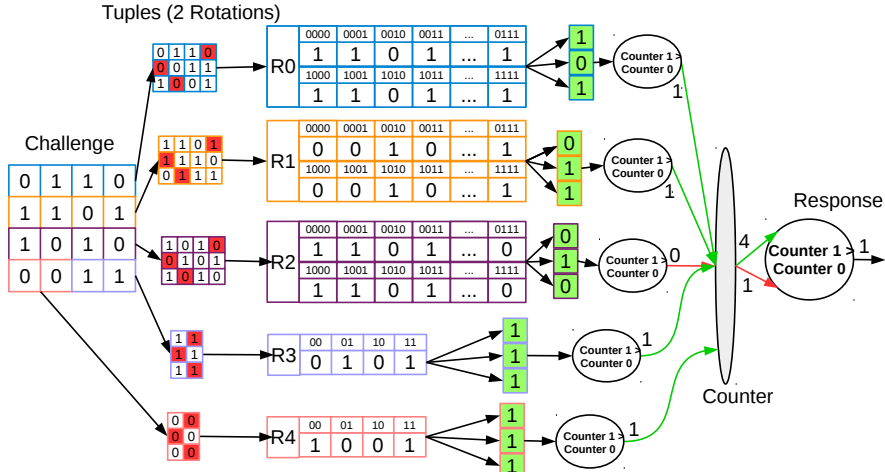 Tuples (2 Rotations)
Challenge
0 1 1 0
1 1 0 1
1 0 1 0
0 0 1 1
0 1 1 0
0 0 1 1
1 0 0 1
R0
0000 0001 0010 0011 ... 0111
1 1 0 1 ... 1
1000 1001 1010 1011 ... 1111
1 1 0 1 ... 1
1
0
1
Counter 1 >
Counter 0
1
1 1 0 1
1 1 1 0
0 1 1 1
R1
0000 0001 0010 0011 ... 0111
0 0 1 0 ... 1
1000 1001 1010 1011 ... 1111
0 0 1 0 ... 1
0
1
1
Counter 1 >
Counter 0
1
1 0 1 0
0 1 0 1
1 0 1 0
R2
0000 0001 0010 0011 ... 0111
1 1 0 1 ... 0
1000 1001 1010 1011 ... 1111
1 1 0 1 ... 0
0
1
0
Counter 1 >
Counter 0
0
1 1
1 1
1 1
R3
00 01 10 11
0 1 0 1
1
1
1
Counter 1 >
Counter 0
1
0 0
0 0
0 0
R4
00 01 10 11
1 0 0 1
1
1
1
Counter 1 >
Counter 0
1
Counter
4
1
Response
Counter 1 >
Counter 0
1